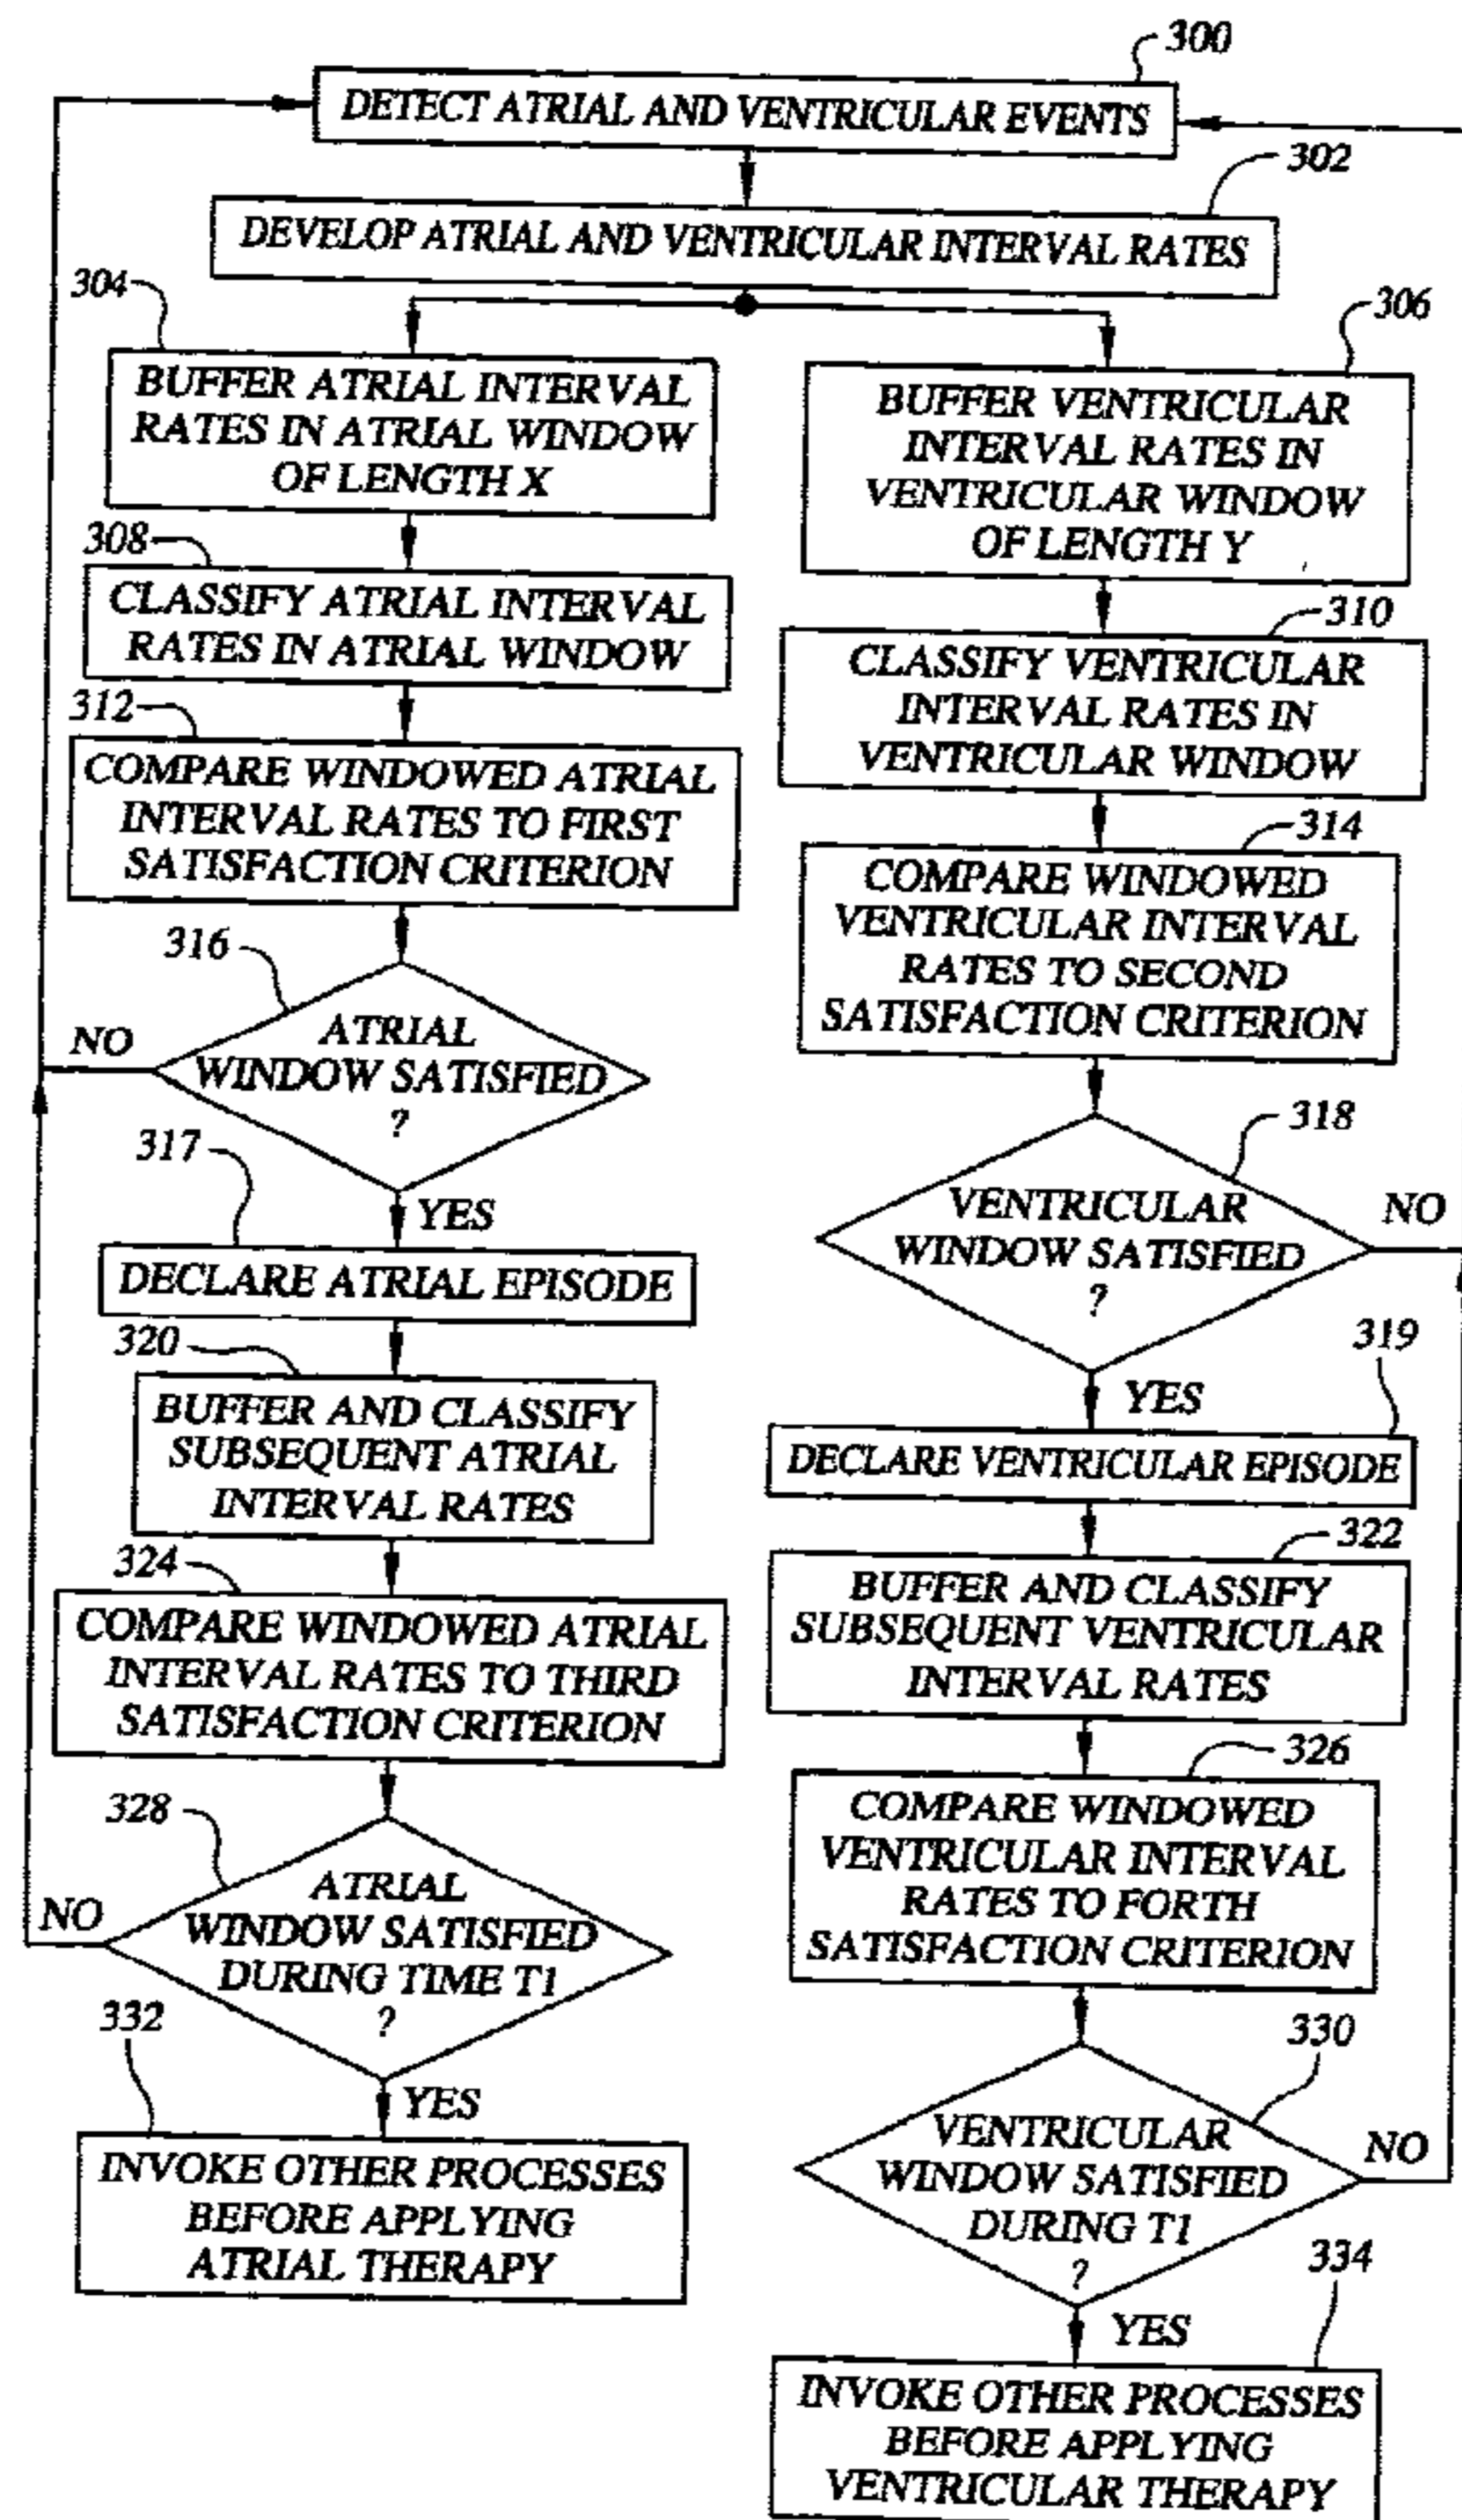 300
DETECT ATRIAL AND VENTRICULAR EVENTS
302
DEVELOP ATRIAL AND VENTRICULAR INTERVAL RATES
304
BUFFER ATRIAL INTERVAL
RATES IN ATRIAL WINDOW
OF LENGTH X
308
CLASSIFY ATRIAL INTERVAL
RATES IN ATRIAL WINDOW
312
COMPARE WINDOWED ATRIAL
INTERVAL RATES TO FIRST
SATISFACTION CRITERION
316
ATRIAL
WINDOW SATISFIED
?
NO
YES
317
DECLARE ATRIAL EPISODE
320
BUFFER AND CLASSIFY
SUBSEQUENT ATRIAL
INTERVAL RATES
324
COMPARE WINDOWED ATRIAL
INTERVAL RATES TO THIRD
SATISFACTION CRITERION
328
ATRIAL
WINDOW SATISFIED
DURING TIME T1
?
NO
YES
332
INVOKE OTHER PROCESSES
BEFORE APPLYING
ATRIAL THERAPY
306
BUFFER VENTRICULAR
INTERVAL RATES IN
VENTRICULAR WINDOW
OF LENGTH Y
310
CLASSIFY VENTRICULAR
INTERVAL RATES IN
VENTRICULAR WINDOW
314
COMPARE WINDOWED
VENTRICULAR INTERVAL
RATES TO SECOND
SATISFACTION CRITERION
318
VENTRICULAR
WINDOW SATISFIED
?
NO
YES
319
DECLARE VENTRICULAR EPISODE
322
BUFFER AND CLASSIFY
SUBSEQUENT VENTRICULAR
INTERVAL RATES
326
COMPARE WINDOWED
VENTRICULAR INTERVAL
RATES TO FORTH
SATISFACTION CRITERION
330
VENTRICULAR
WINDOW SATISFIED
DURING T1
?
NO
YES
334
INVOKE OTHER PROCESSES
BEFORE APPLYING
VENTRICULAR THERAPY